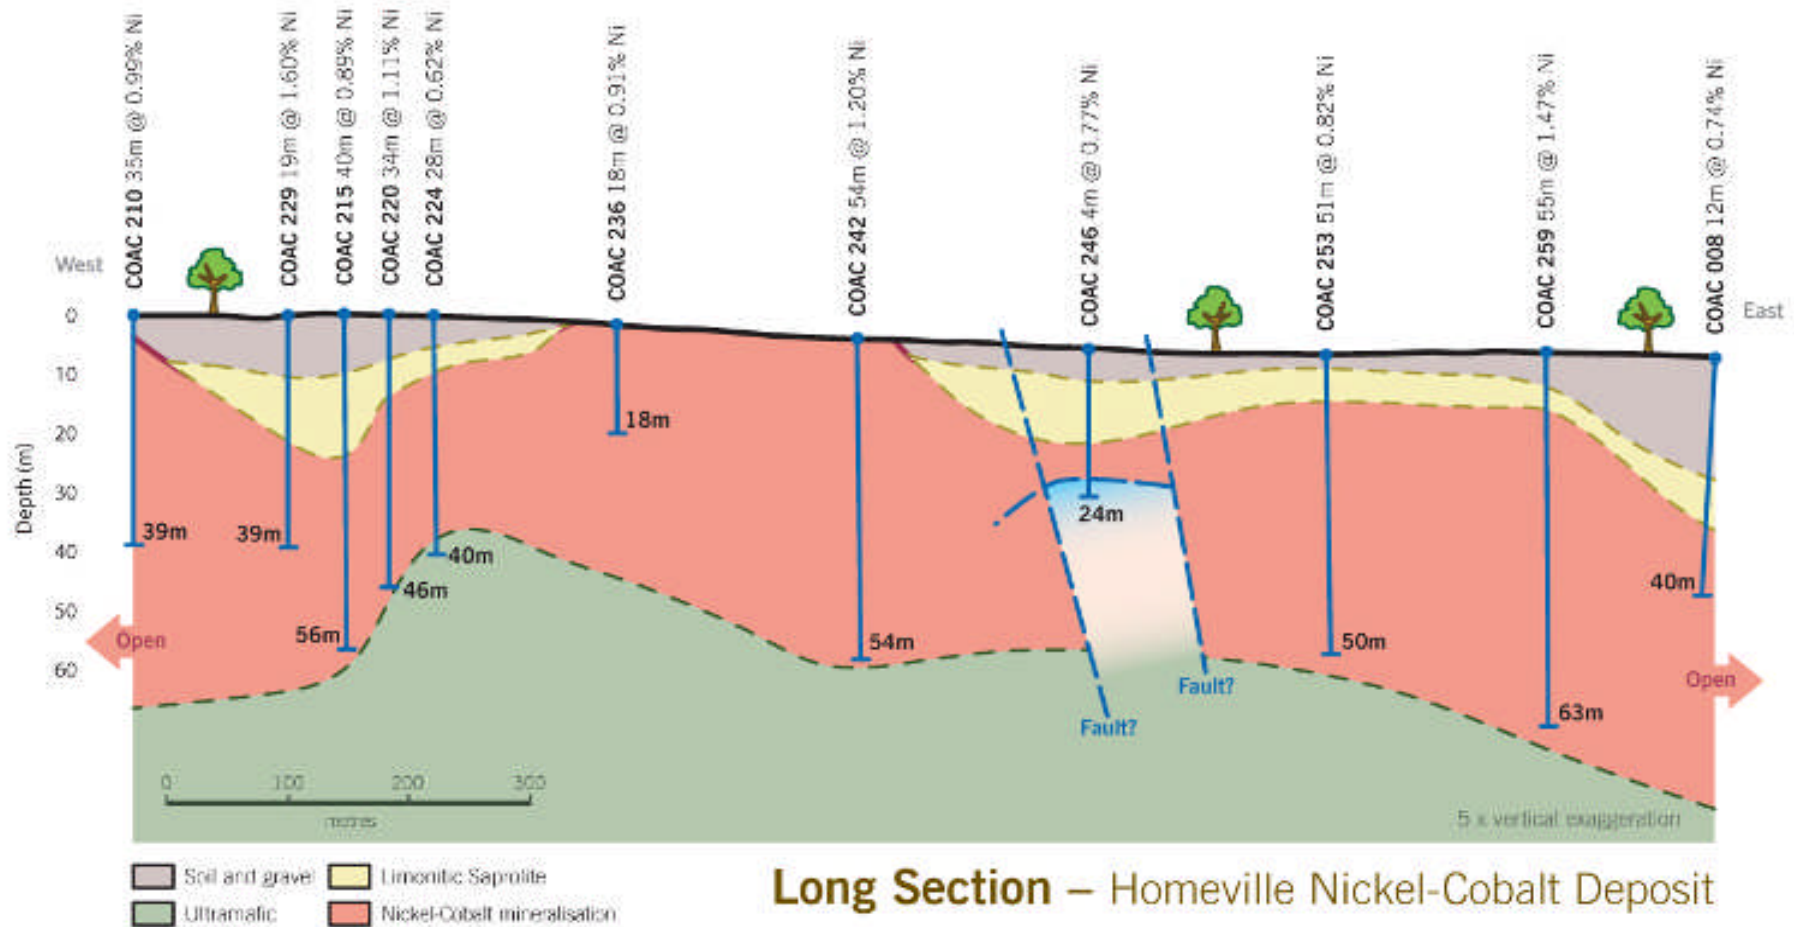 COAC 210 35m @ 0.99% Ni
COAC 229 19m @ 1.60% Ni
COAC 215 40m @ 0.89% Ni
COAC 220 34m @ 1.11% Ni
COAC 224 28m @ 0.62% Ni
COAC 236 18m @ 0.91% Ni
COAC 242 54m @ 1.20% Ni
COAC 246 4m @ 0.77% Ni
COAC 253 51m @ 0.82% Ni
COAC 259 55m @ 1.47% Ni
COAC 008 12m @ 0.74% Ni
West
East
Depth (m)
0
10
20
30
40
50
60
39m
39m
56m
46m
40m
18m
54m
24m
50m
63m
40m
Open
Open
Fault?
Fault?
0 100 200 300
metres
5 x vertical exaggeration
Soil and gravel
Limonitic Saprolite
Ultramafic
Nickel-Cobalt mineralisation
Long Section – Homeville Nickel-Cobalt Deposit